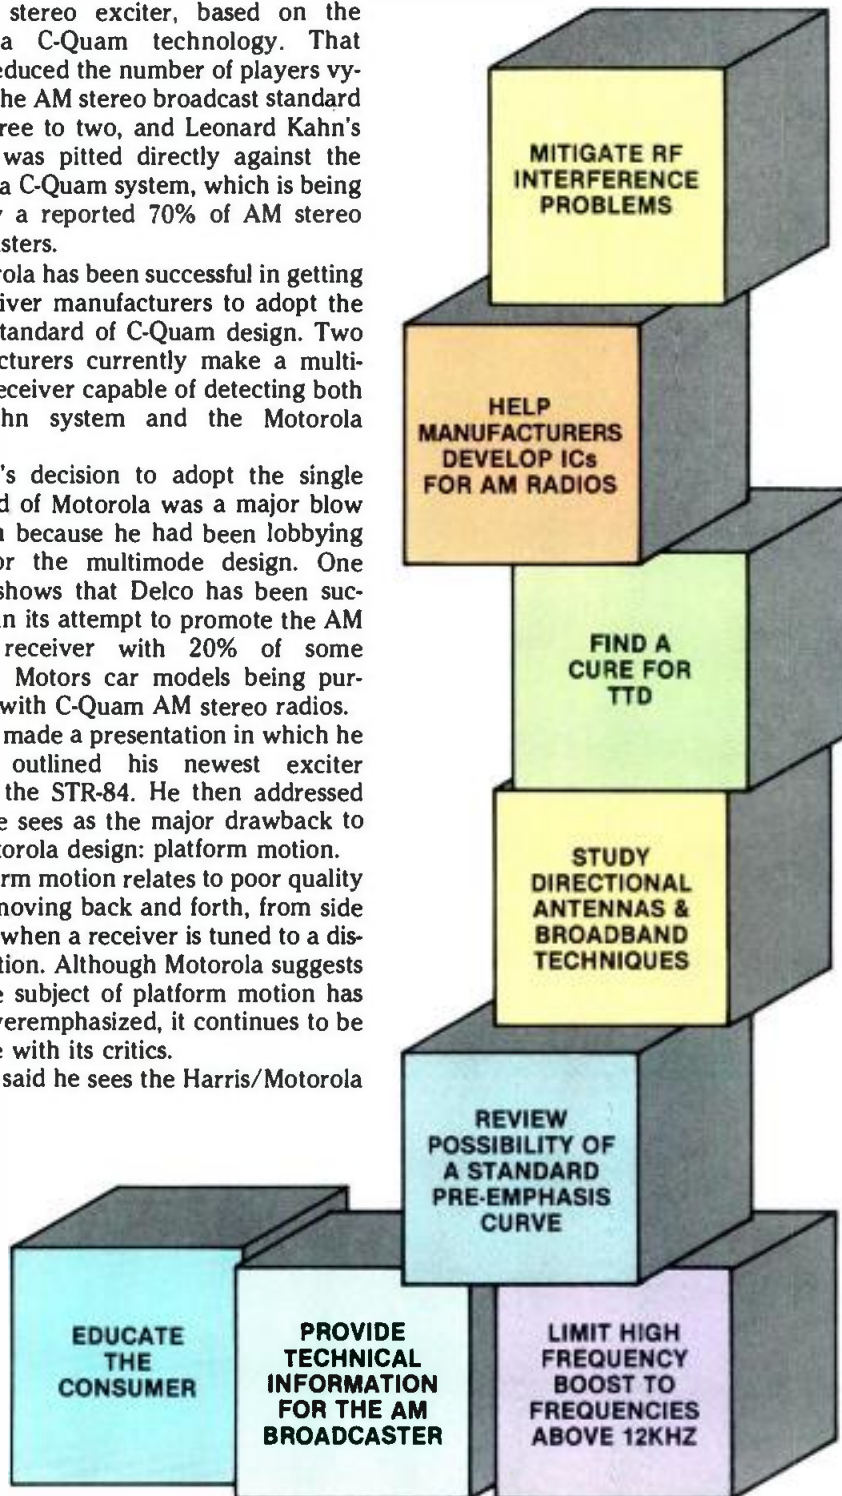 stereo exciter, based on the
a C-Quam technology. That
educed the number of players vy-
he AM stereo broadcast standard
ree to two, and Leonard Kahn's
was pitted directly against the
a C-Quam system, which is being
a reported 70% of AM stereo
sters.
rola has been successful in getting
iver manufacturers to adopt the
tandard of C-Quam design. Two
cturers currently make a multi-
eceiver capable of detecting both
hn system and the Motorola
's decision to adopt the single
d of Motorola was a major blow
because he had been lobbying
or the multimode design. One
shows that Delco has been suc-
n its attempt to promote the AM
receiver with 20% of some
Motors car models being pur-
with C-Quam AM stereo radios.
made a presentation in which he
outlined his newest exciter
the STR-84. He then addressed
e sees as the major drawback to
torola design: platform motion.
rm motion relates to poor quality
moving back and forth, from side
when a receiver is tuned to a dis-
tion. Although Motorola suggests
e subject of platform motion has
veremphasized, it continues to be
e with its critics.
said he sees the Harris/Motorola
MITIGATE RF
INTERFERENCE
PROBLEMS
HELP
MANUFACTURERS
DEVELOP ICs
FOR AM RADIOS
FIND A
CURE FOR
TTD
STUDY
DIRECTIONAL
ANTENNAS &
BROADBAND
TECHNIQUES
REVIEW
POSSIBILITY OF
A STANDARD
PRE-EMPHASIS
CURVE
EDUCATE
THE
CONSUMER
PROVIDE
TECHNICAL
INFORMATION
FOR THE AM
BROADCASTER
LIMIT HIGH
FREQUENCY
BOOST TO
FREQUENCIES
ABOVE 12KHZ